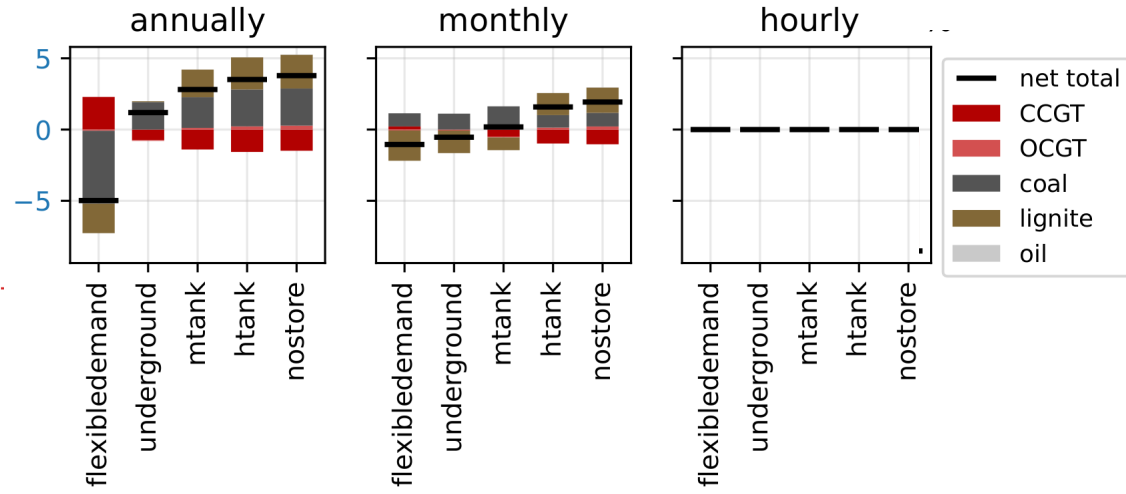 annually
monthly
hourly
5
0
−5
net total
CCGT
OCGT
coal
lignite
oil
flexibledemand
underground
mtank
htank
nostore
flexibledemand
underground
mtank
htank
nostore
flexibledemand
underground
mtank
htank
nostore